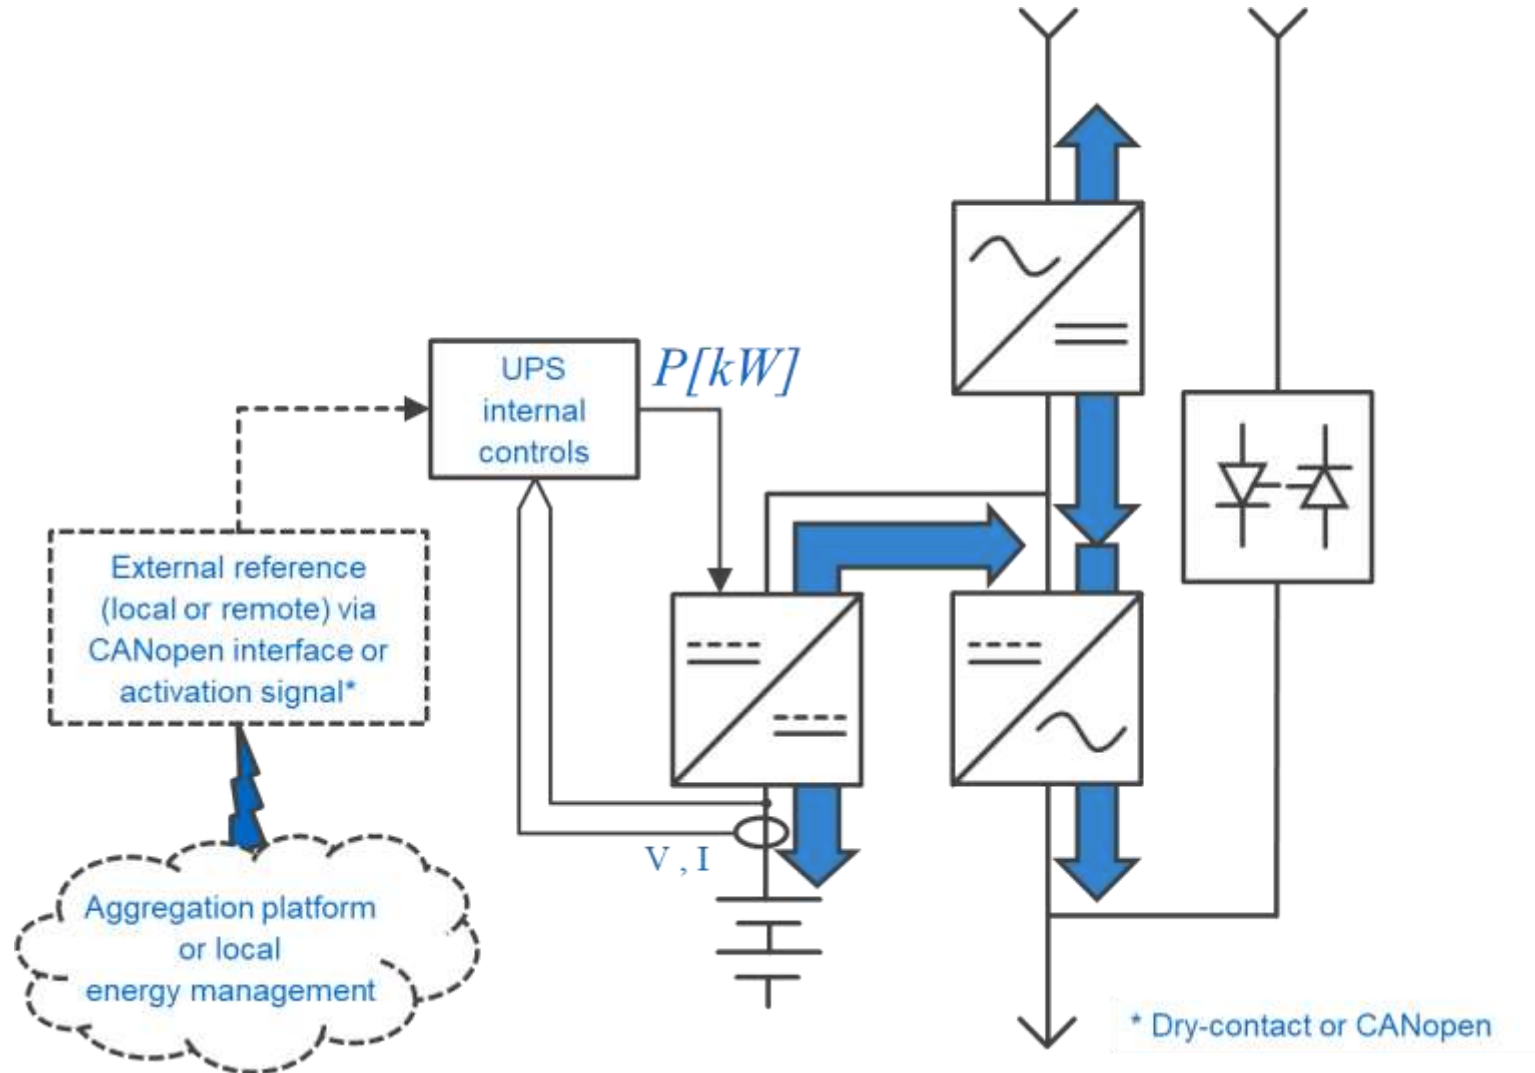 UPS
internal
controls
P[kW]
External reference
(local or remote) via
CANopen interface or
activation signal*
V , I
Aggregation platform
or local
energy management
* Dry-contact or CANopen